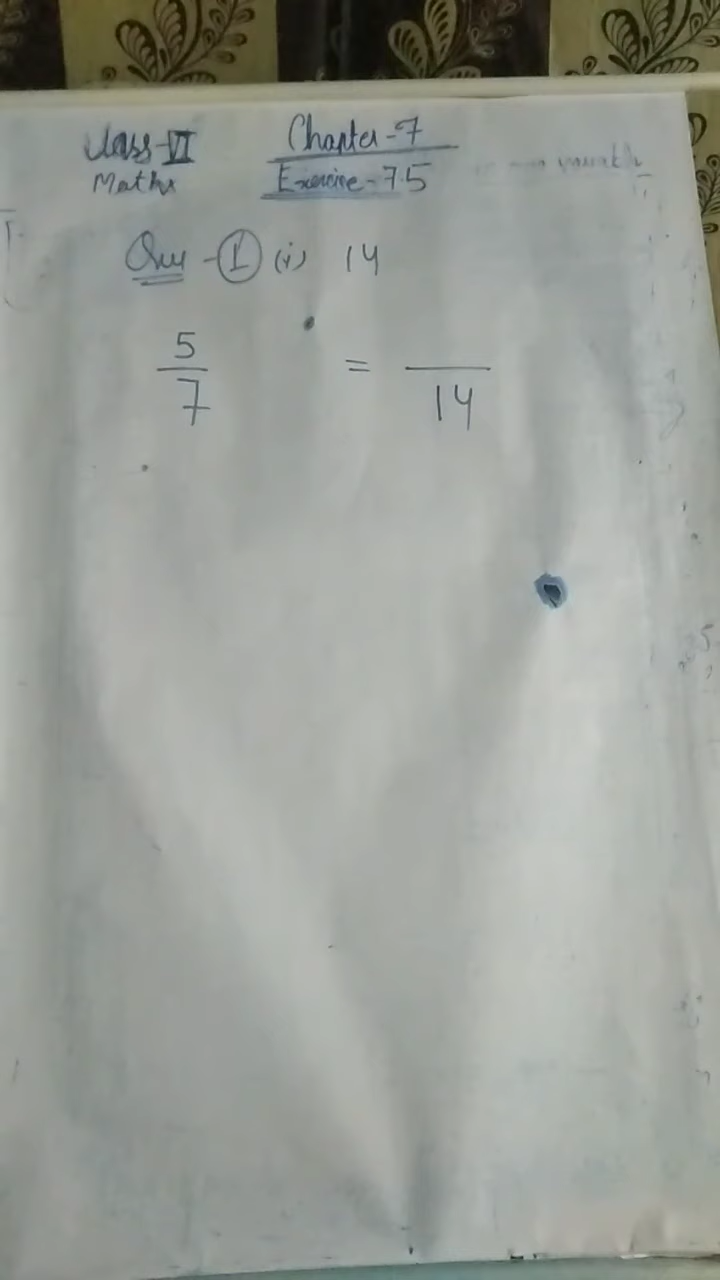 Class-VI
Maths
Chapter-7
Exercise-7.5
Que-1 (i) 14
5
7
=
14